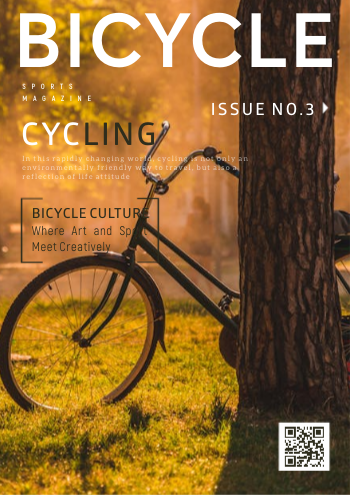 BICYCLE
SPORTS
MAGAZINE
ISSUE NO.3
CYCLING
In this rapidly changing world, cycling is not only an
environmentally friendly way to travel, but also a
reflection of life attitude
BICYCLE CULTURE
Where Art and Sport
Meet Creatively